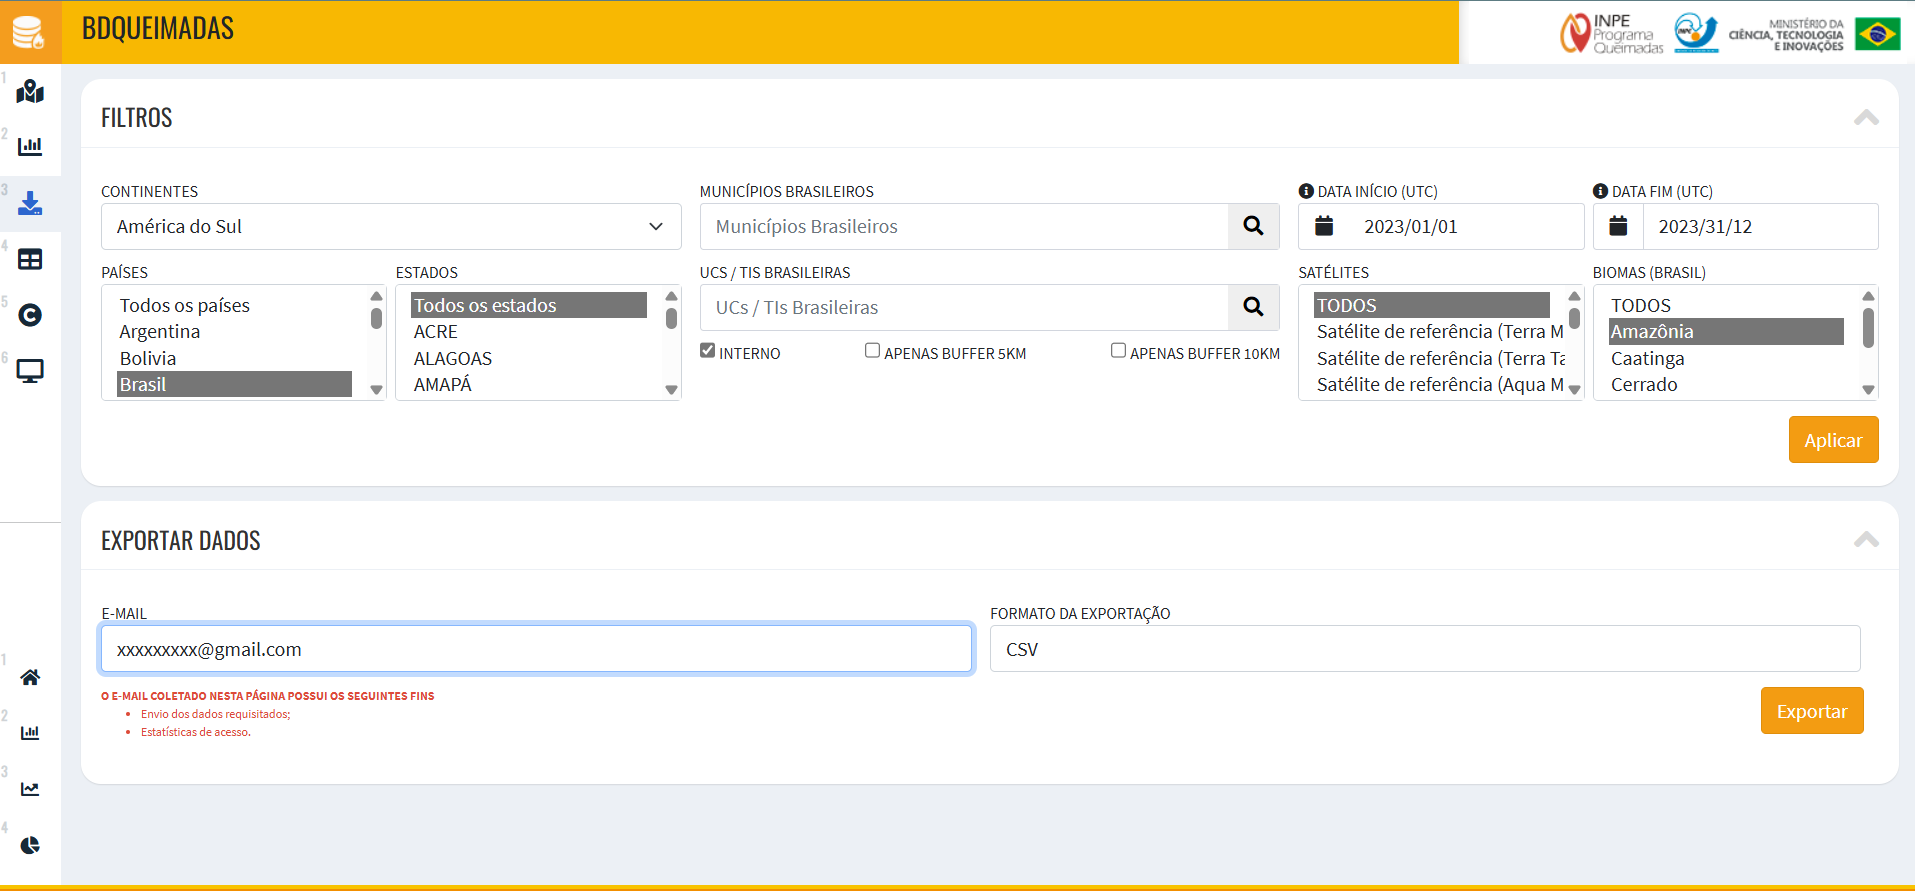 BDQUEIMADAS
INPE
Programa
Queimadas
INPE
MINISTÉRIO DA
CIÊNCIA, TECNOLOGIA
E INOVAÇÕES
1
2
3
4
5
6
FILTROS
CONTINENTES
América do Sul
MUNICÍPIOS BRASILEIROS
Municípios Brasileiros
DATA INÍCIO (UTC)
2023/01/01
DATA FIM (UTC)
2023/31/12
PAÍSES
Todos os países
Argentina
Bolivia
Brasil
ESTADOS
Todos os estados
ACRE
ALAGOAS
AMAPÁ
UCS / TIS BRASILEIRAS
UCs / TIs Brasileiras
INTERNO
APENAS BUFFER 5KM
APENAS BUFFER 10KM
SATÉLITES
TODOS
Satélite de referência (Terra M
Satélite de referência (Terra Ta
Satélite de referência (Aqua M
BIOMAS (BRASIL)
TODOS
Amazônia
Caatinga
Cerrado
Aplicar
EXPORTAR DADOS
E-MAIL
xxxxxxxxx@gmail.com
FORMATO DA EXPORTAÇÃO
CSV
O E-MAIL COLETADO NESTA PÁGINA POSSUI OS SEGUINTES FINS
Envio dos dados requisitados;
Estatísticas de acesso.
Exportar
1
2
3
4